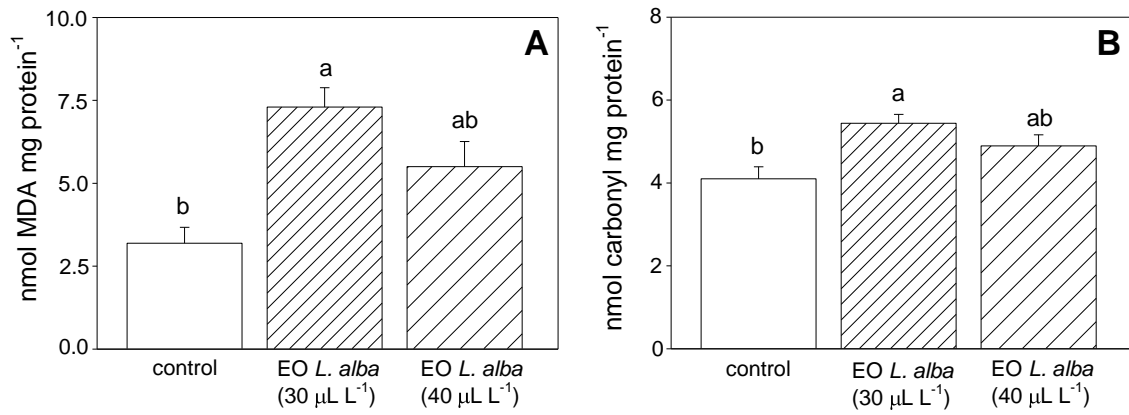 A
nmol MDA mg protein⁻¹
10.0
7.5
5.0
2.5
0.0
b
a
ab
control
EO L. alba
(30 μL L⁻¹)
EO L. alba
(40 μL L⁻¹)
B
nmol carbonyl mg protein⁻¹
8
6
4
2
0
b
a
ab
control
EO L. alba
(30 μL L⁻¹)
EO L. alba
(40 μL L⁻¹)